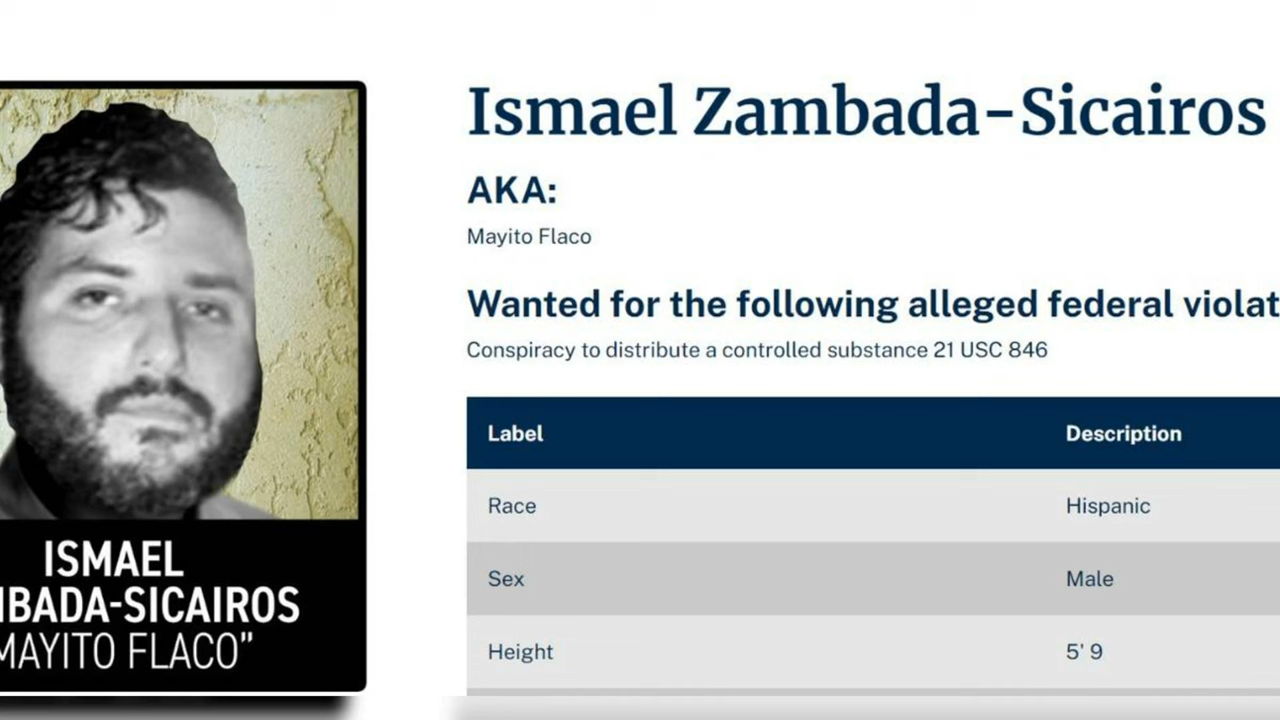 Ismael Zambada-Sicairos
AKA:
Mayito Flaco
Wanted for the following alleged federal violat
Conspiracy to distribute a controlled substance 21 USC 846
Label Description
Race Hispanic
Sex Male
Height 5' 9
ISMAEL
BADA-SICAIROS
MAYITO FLACO”